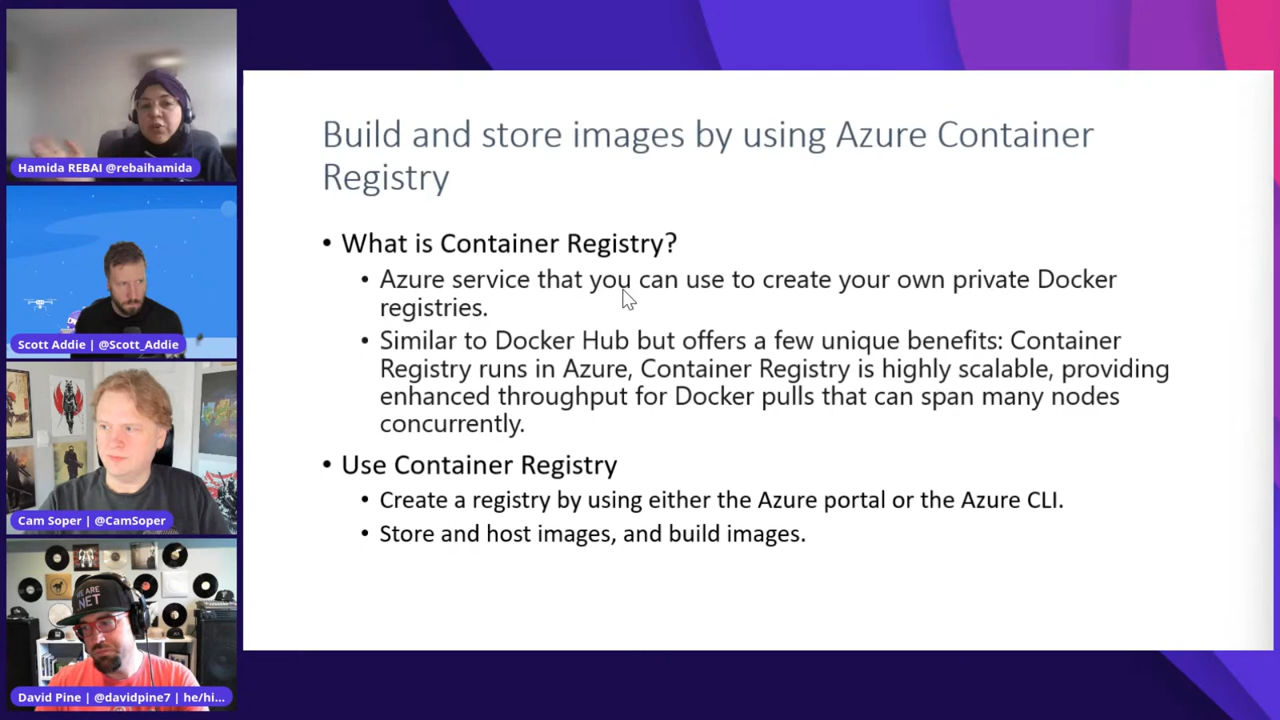 Hamida REBAI @rebaihamida
Scott Addie | @Scott_Addie
Cam Soper | @CamSoper
WE ARE
.NET
David Pine | @davidpine7 | he/hi...
Build and store images by using Azure Container
Registry
• What is Container Registry?
• Azure service that you can use to create your own private Docker
registries.
• Similar to Docker Hub but offers a few unique benefits: Container
Registry runs in Azure, Container Registry is highly scalable, providing
enhanced throughput for Docker pulls that can span many nodes
concurrently.
• Use Container Registry
• Create a registry by using either the Azure portal or the Azure CLI.
• Store and host images, and build images.